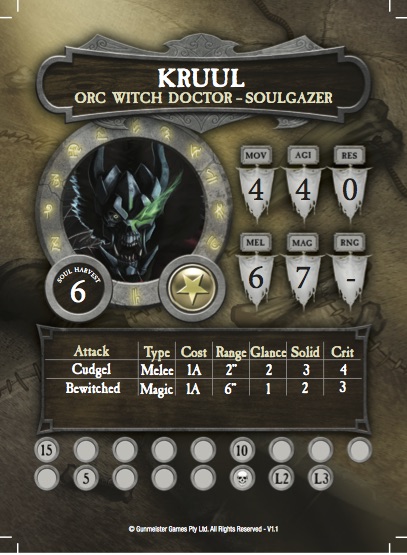 KRUUL
ORC WITCH DOCTOR - SOULGAZER
MOV AGI RES
4 4 0
MEL MAG RNG
6 7 -
SOUL HARVEST
6
Attack Type Cost Range Glance Solid Crit
Cudgel Melee 1A 2" 2 3 4
Bewitched Magic 1A 6" 1 2 3
15 10
5 L2 L3
© Gunmeister Games Pty Ltd. All Rights Reserved - V1.1